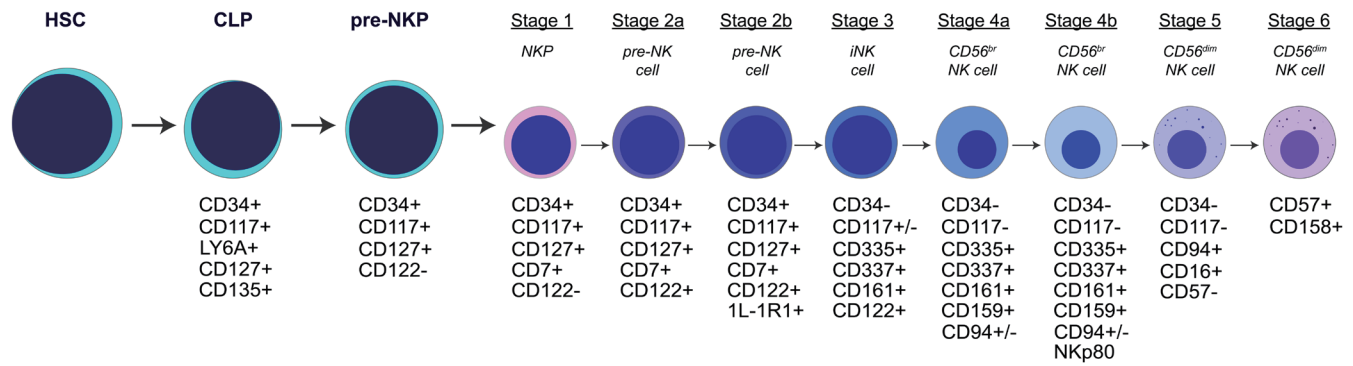 HSC
CLP
pre-NKP
Stage 1
NKP
Stage 2a
pre-NK
cell
Stage 2b
pre-NK
cell
Stage 3
iNK
cell
Stage 4a
CD56br
NK cell
Stage 4b
CD56br
NK cell
Stage 5
CD56dim
NK cell
Stage 6
CD56dim
NK cell
CD34+
CD117+
LY6A+
CD127+
CD135+
CD34+
CD117+
CD127+
CD122-
CD34+
CD117+
CD127+
CD7+
CD122-
CD34+
CD117+
CD127+
CD7+
CD122+
CD34+
CD117+
CD127+
CD7+
CD122+
1L-1R1+
CD34-
CD117+/-
CD335+
CD337+
CD161+
CD122+
CD34-
CD117-
CD335+
CD337+
CD161+
CD159+
CD94+/-
CD34-
CD117-
CD335+
CD337+
CD161+
CD159+
CD94+/-
NKp80
CD34-
CD117-
CD94+
CD16+
CD57-
CD57+
CD158+